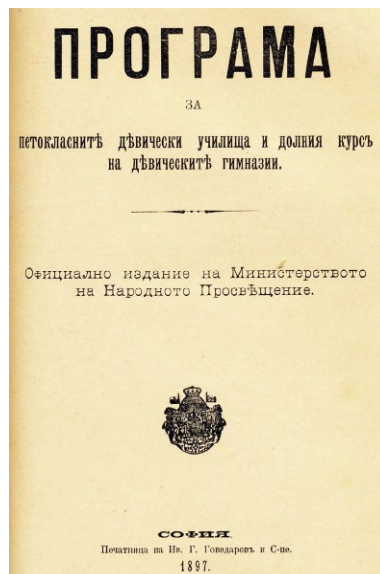 ПРОГРАМА
ЗА
петокласнитѣ дѣвически училища и долния курсъ
на дѣвическитѣ гимназии.
Официално издание на Министерството
на Народното Просвѣщение.
СОФИЯ
Печатница на Ив. Г. Говедаровъ и С-ие.
1897.